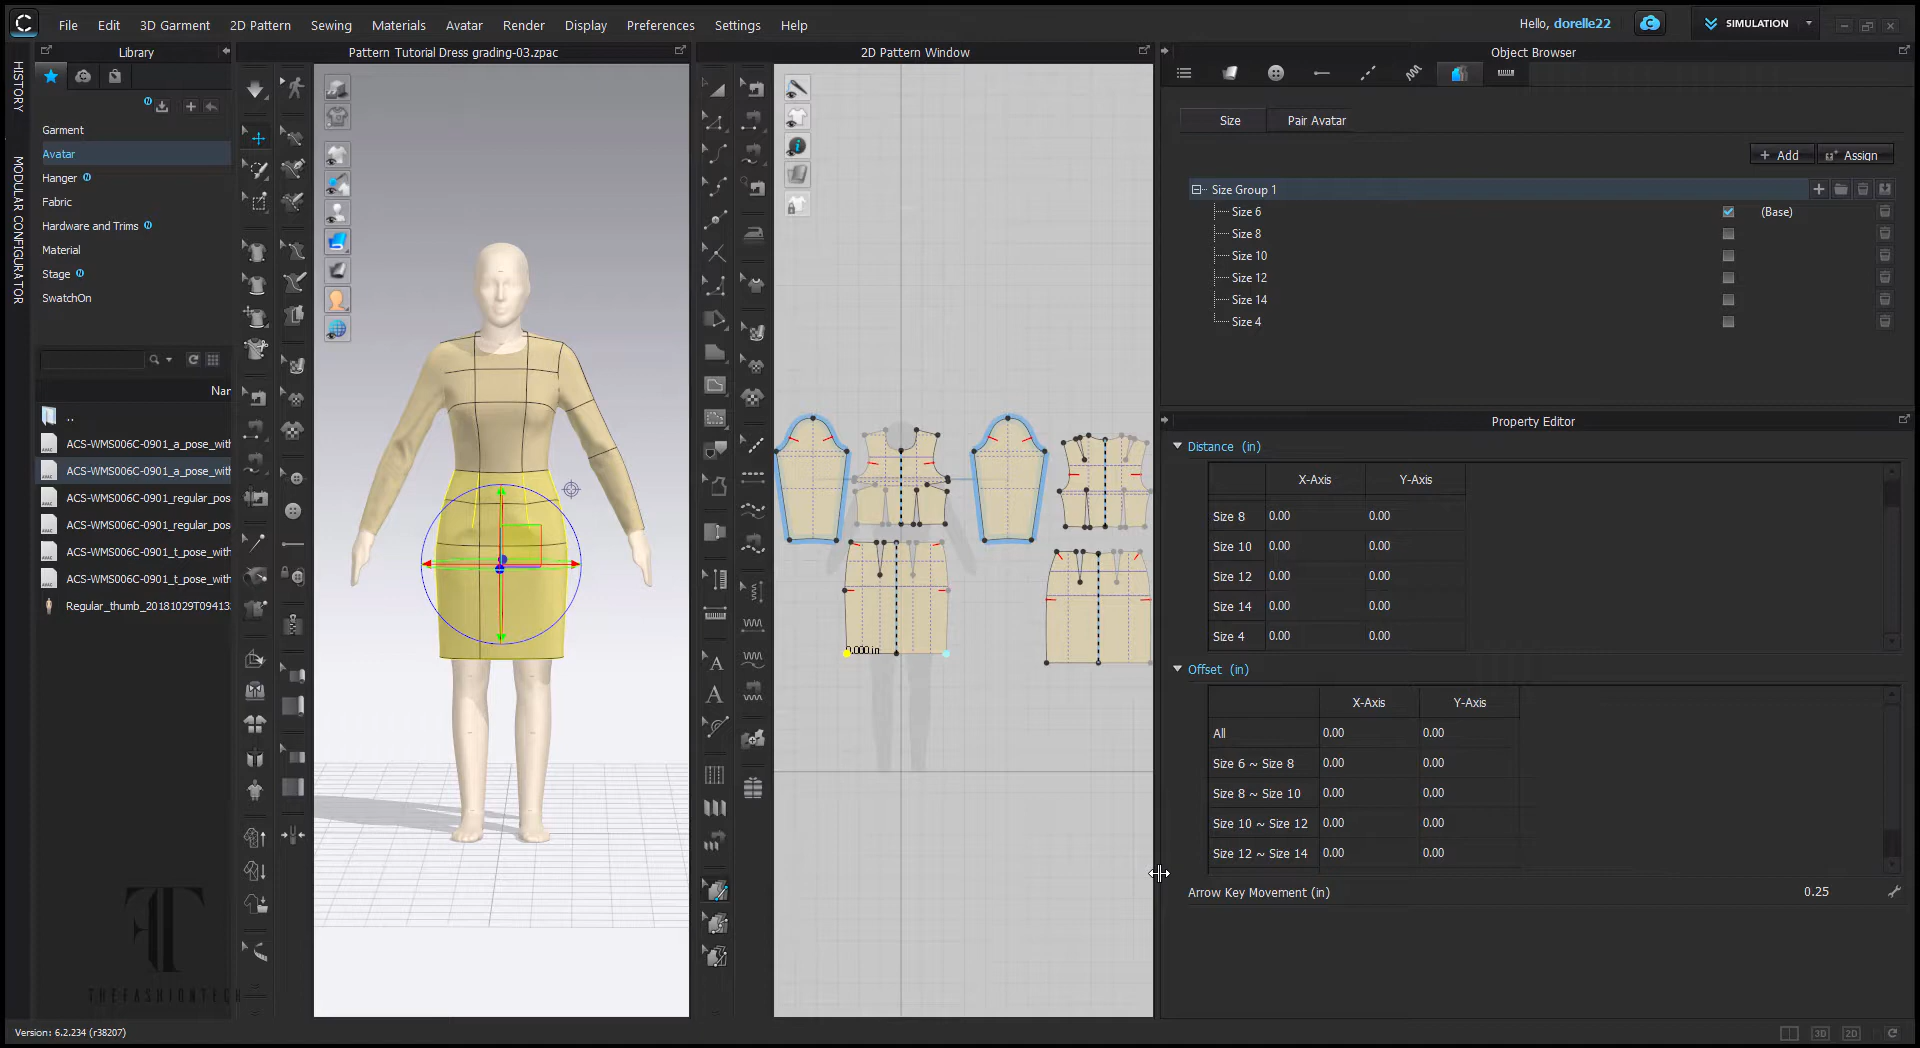 File Edit 3D Garment 2D Pattern Sewing Materials Avatar Render Display Preferences Settings Help
Hello, dorelle22
SIMULATION
Library
Pattern Tutorial Dress grading-03.zpac
2D Pattern Window
Object Browser
HISTORY
MODULAR CONFIGURATOR
Garment
Avatar
Hanger
Fabric
Hardware and Trims
Material
Stage
SwatchOn
Nar
..
ACS-WMS006C-0901_a_pose_with
ACS-WMS006C-0901_a_pose_with
ACS-WMS006C-0901_regular_pos
ACS-WMS006C-0901_regular_pos
ACS-WMS006C-0901_t_pose_with
ACS-WMS006C-0901_t_pose_with
Regular_thumb_20181029T09413
THEFASHIONTECH
Version: 6.2.234 (r38207)
0.000 in
Size Pair Avatar
+ Add Assign
Size Group 1
Size 6 (Base)
Size 8
Size 10
Size 12
Size 14
Size 4
Property Editor
Distance (in)
X-Axis Y-Axis
Size 8 0.00 0.00
Size 10 0.00 0.00
Size 12 0.00 0.00
Size 14 0.00 0.00
Size 4 0.00 0.00
Offset (in)
X-Axis Y-Axis
All 0.00 0.00
Size 6 ~ Size 8 0.00 0.00
Size 8 ~ Size 10 0.00 0.00
Size 10 ~ Size 12 0.00 0.00
Size 12 ~ Size 14 0.00 0.00
Arrow Key Movement (in) 0.25
3D 2D